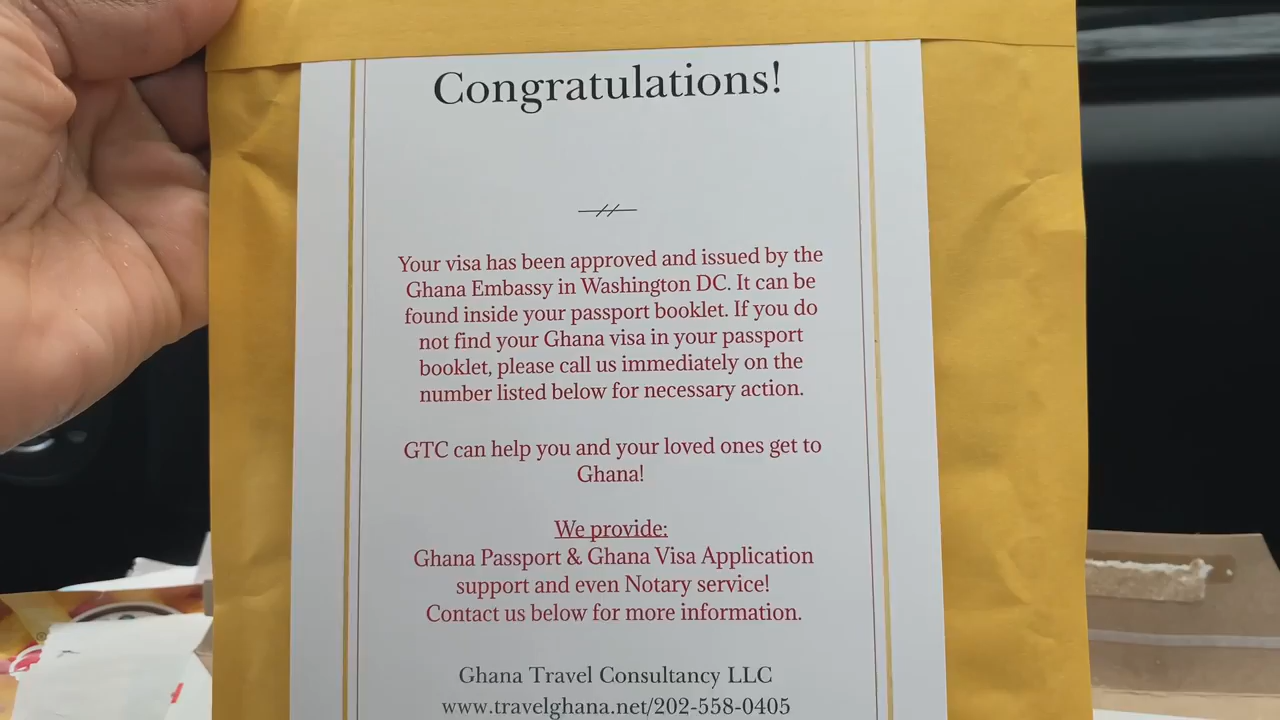 Congratulations!
Your visa has been approved and issued by the
Ghana Embassy in Washington DC. It can be
found inside your passport booklet. If you do
not find your Ghana visa in your passport
booklet, please call us immediately on the
number listed below for necessary action.
GTC can help you and your loved ones get to
Ghana!
We provide:
Ghana Passport & Ghana Visa Application
support and even Notary service!
Contact us below for more information.
Ghana Travel Consultancy LLC
www.travelghana.net/202-558-0405